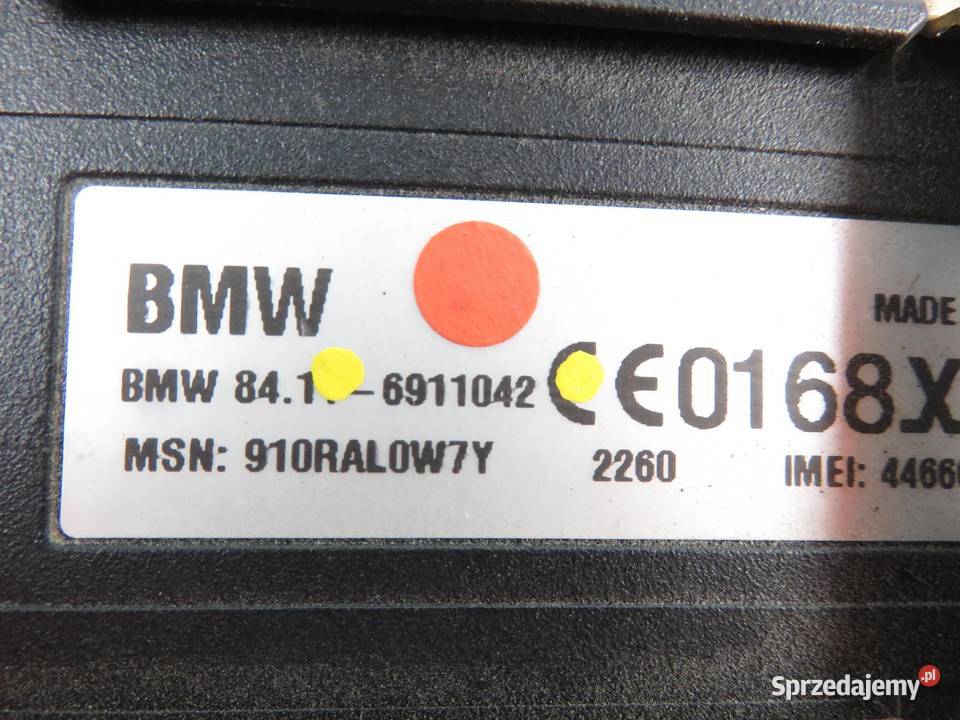 BMW
MADE
BMW 84.1 -6911042 CE0168X
MSN: 910RAL0W7Y 2260 IMEI: 4466
Sprzedajemy.pl